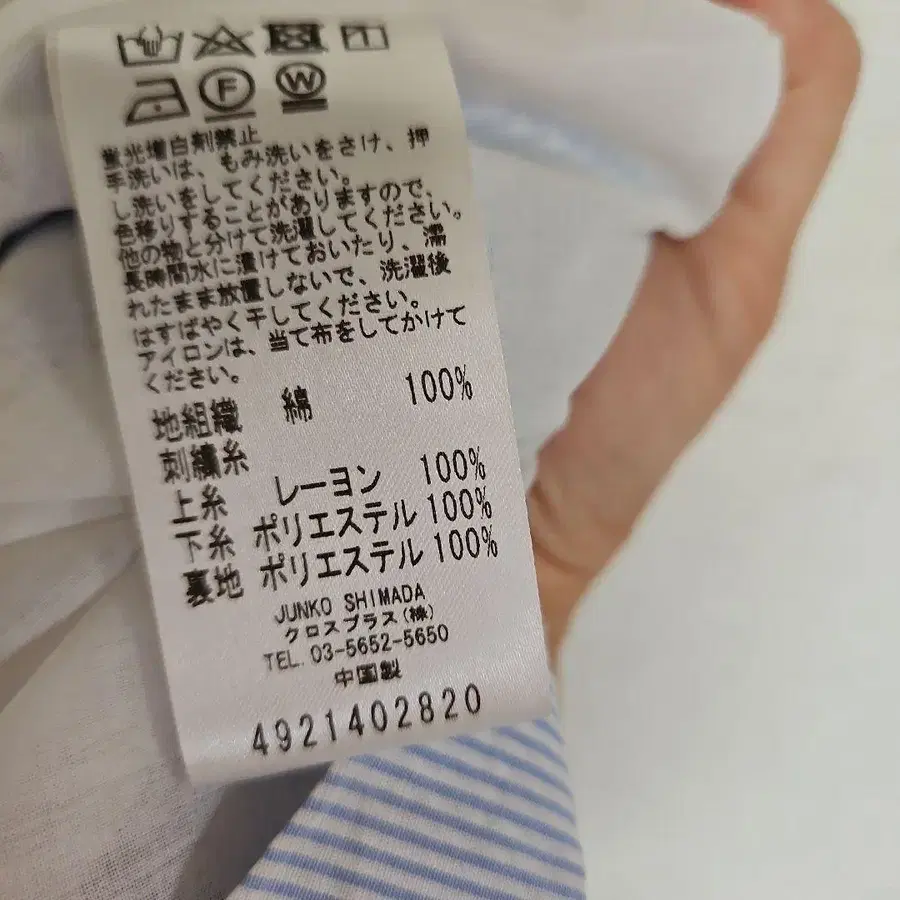 F W
蛍光増白剤禁止
手洗いは、もみ洗いをさけ、押
し洗いをしてください。
色移りすることがありますので、
他の物と分けて洗濯してください。
長時間水に漬けておいたり、濡
れたまま放置しないで、洗濯後
はすばやく干してください。
アイロンは、当て布をしてかけて
ください。
地組織 綿 100%
刺繍糸
上糸 レーヨン 100%
下糸 ポリエステル 100%
裏地 ポリエステル 100%
JUNKO SHIMADA
クロスプラス(株)
TEL. 03-5652-5650
中国製
4921402820